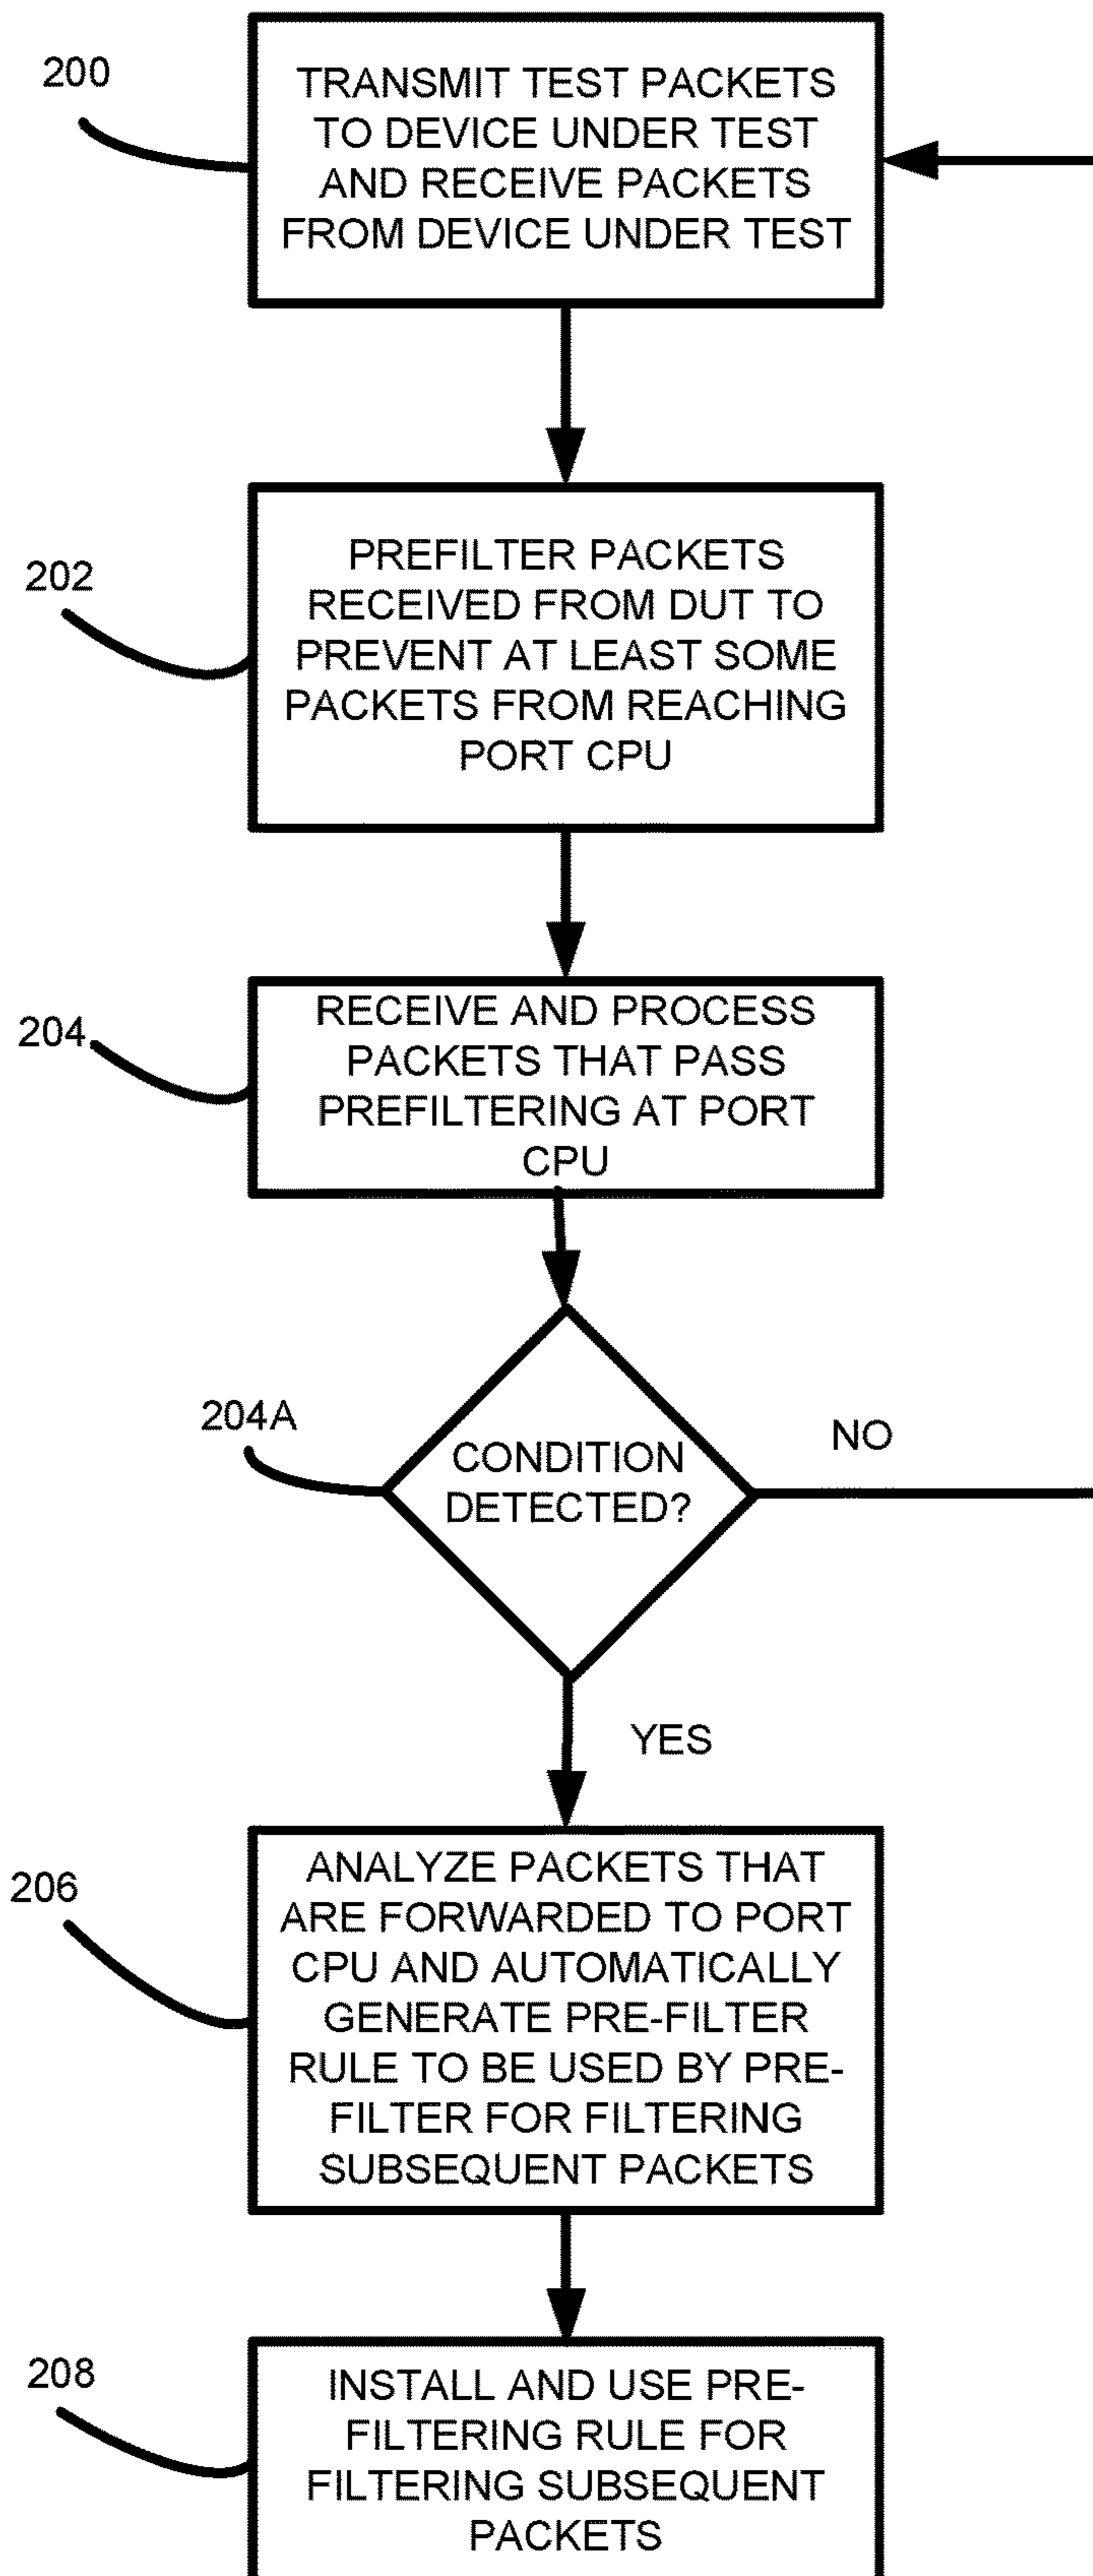 200
TRANSMIT TEST PACKETS
TO DEVICE UNDER TEST
AND RECEIVE PACKETS
FROM DEVICE UNDER TEST
202
PREFILTER PACKETS
RECEIVED FROM DUT TO
PREVENT AT LEAST SOME
PACKETS FROM REACHING
PORT CPU
204
RECEIVE AND PROCESS
PACKETS THAT PASS
PREFILTERING AT PORT
CPU
204A
CONDITION
DETECTED?
NO
YES
206
ANALYZE PACKETS THAT
ARE FORWARDED TO PORT
CPU AND AUTOMATICALLY
GENERATE PRE-FILTER
RULE TO BE USED BY PRE-
FILTER FOR FILTERING
SUBSEQUENT PACKETS
208
INSTALL AND USE PRE-
FILTERING RULE FOR
FILTERING SUBSEQUENT
PACKETS